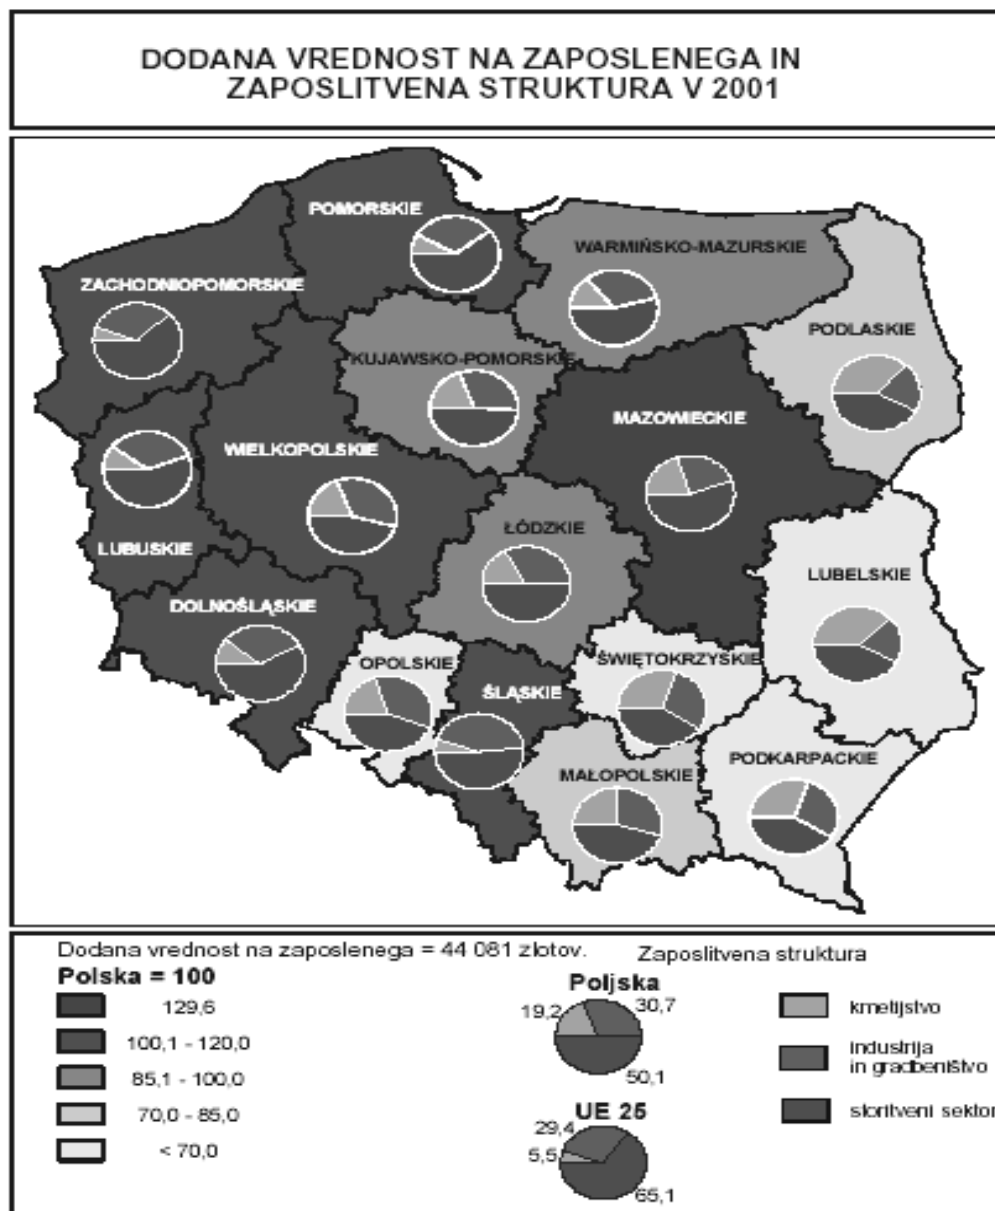 DODANA VREDNOST NA ZAPOSLENEGA IN
ZAPOSLITVENA STRUKTURA V 2001
POMORSKIE
WARMIŃSKO-MAZURSKIE
ZACHODNIOPOMORSKIE
PODLASKIE
KUJAWSKO-POMORSKIE
MAZOWIECKIE
WIELKOPOLSKIE
ŁÓDZKIE
LUBUSKIE
LUBELSKIE
DOLNOŚLĄSKIE
OPOLSKIE
ŚWIĘTOKRZYSKIE
ŚLĄSKIE
PODKARPACKIE
MAŁOPOLSKIE
Dodana vrednost na zaposlenega = 44 081 zlotov.
Polska = 100
129,6
100,1 - 120,0
85,1 - 100,0
70,0 - 85,0
< 70,0
Zaposlitvena struktura
Poljska
19,2
30,7
50,1
UE 25
29,4
5,5
65,1
kmetijstvo
industrija
in gradbeništvo
storitveni sektor